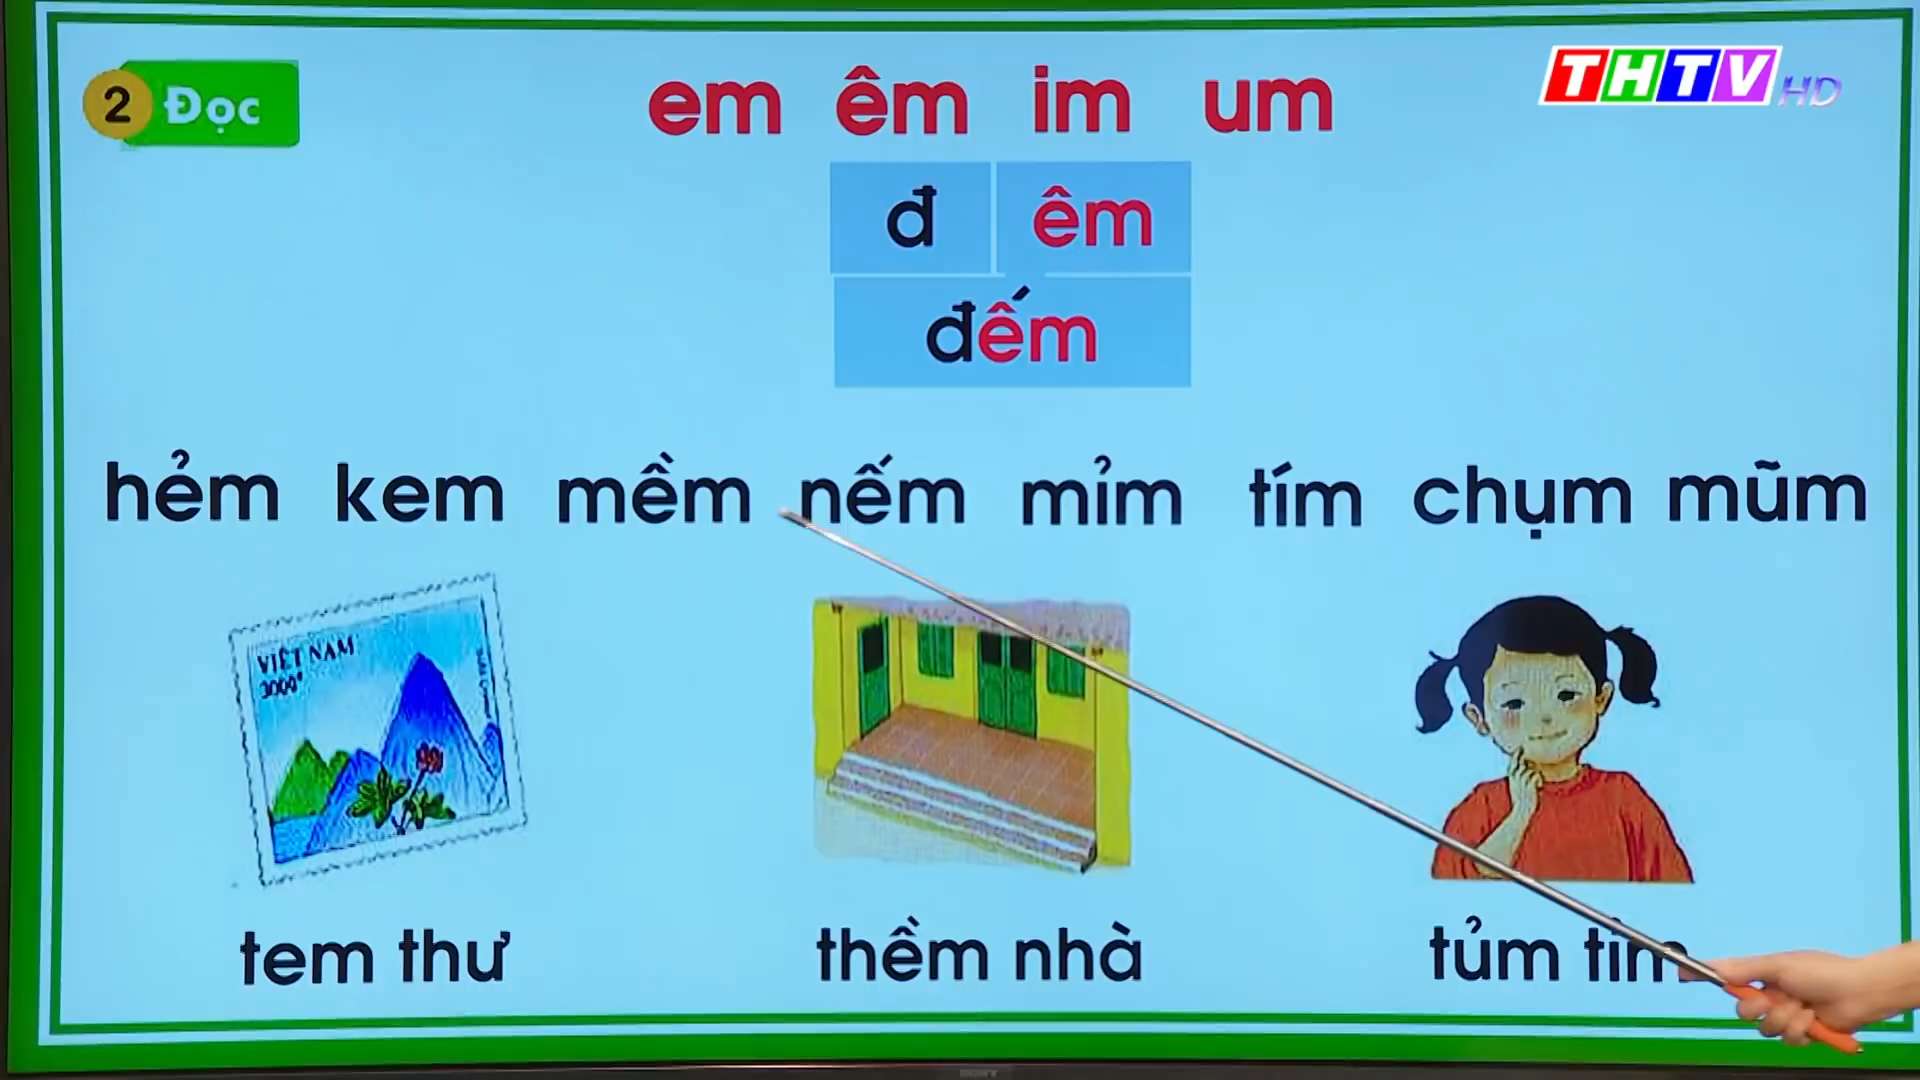 THTV HD
2 Đọc
em êm im um
đ êm
đếm
hẻm kem mềm nếm mỉm tím chụm mũm
VIỆT NAM
3000đ
tem thư thềm nhà tủm tỉm